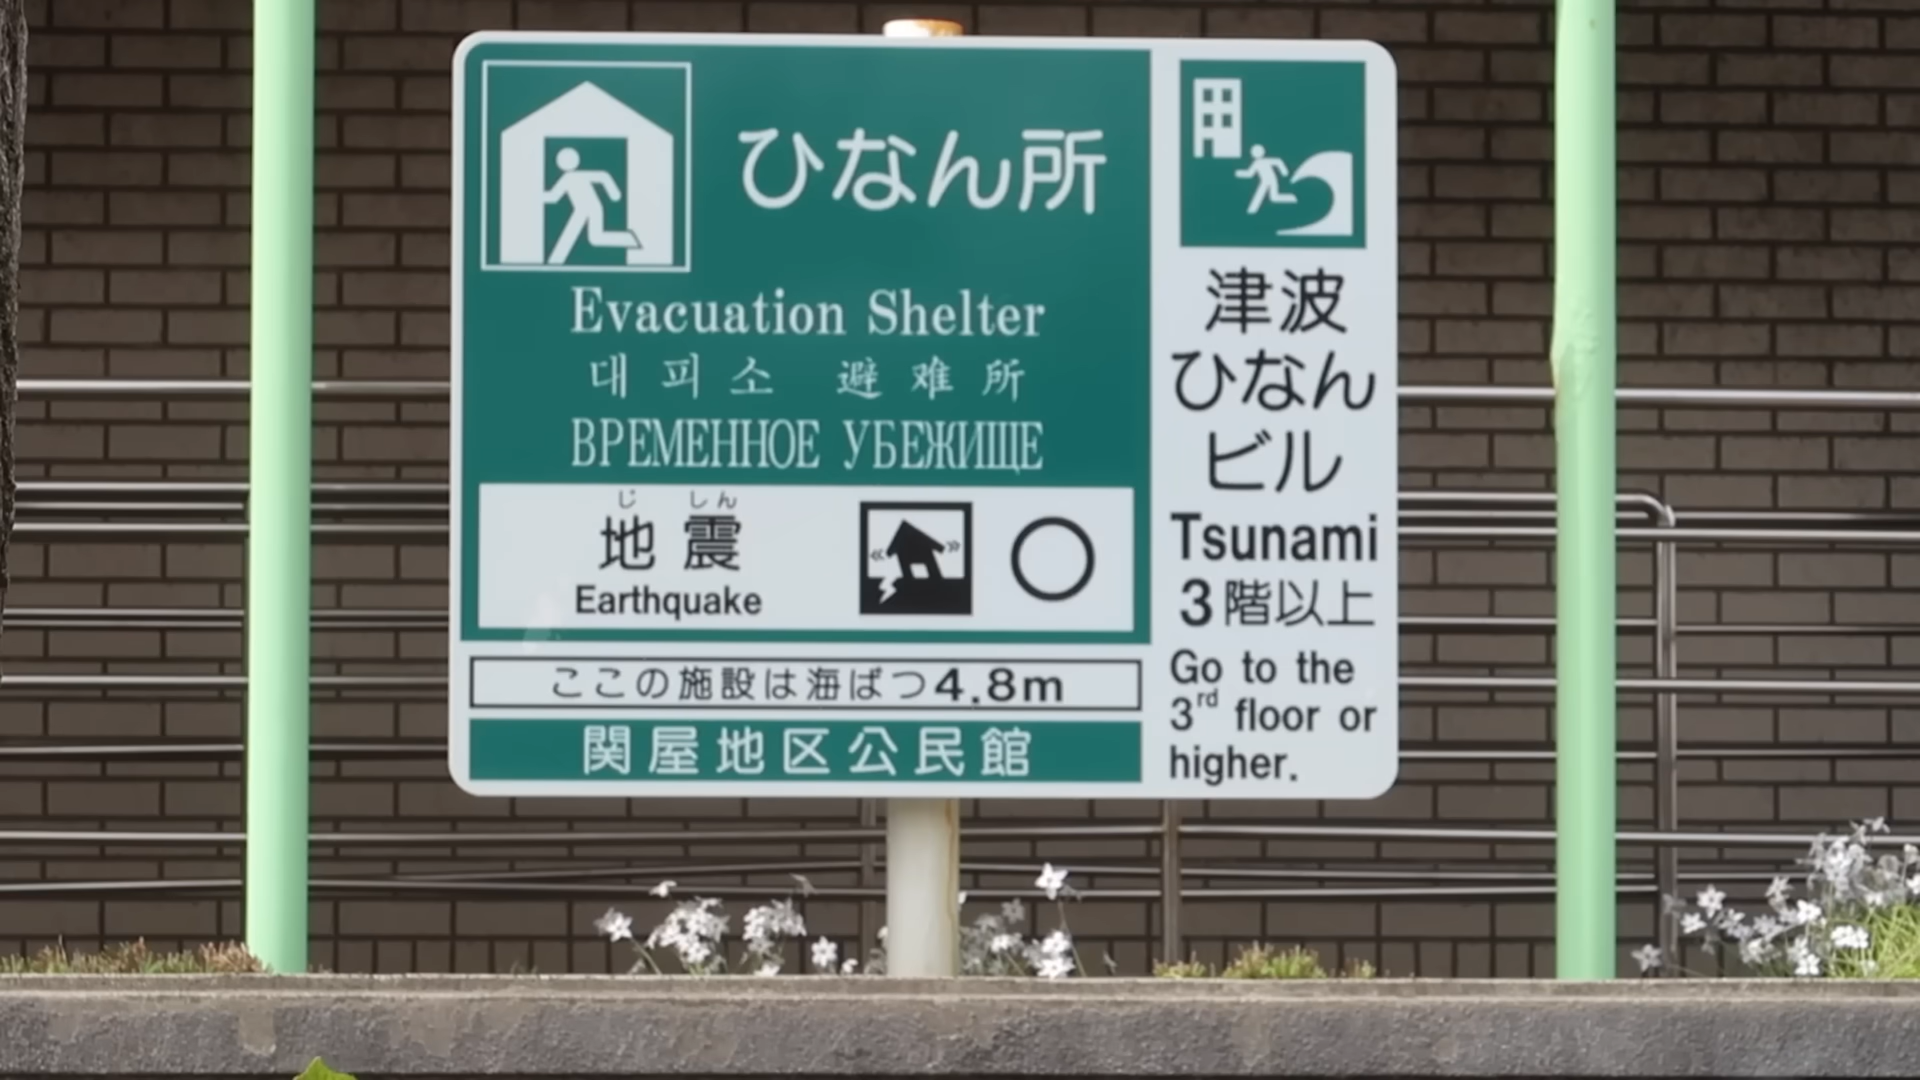 ひなん所
Evacuation Shelter
대피소 避难所
ВРЕМЕННОЕ УБЕЖИЩЕ
じ しん
地震
Earthquake
ここの施設は海ばつ4.8m
関屋地区公民館
津波
ひなん
ビル
Tsunami
3階以上
Go to the
3rd floor or
higher.